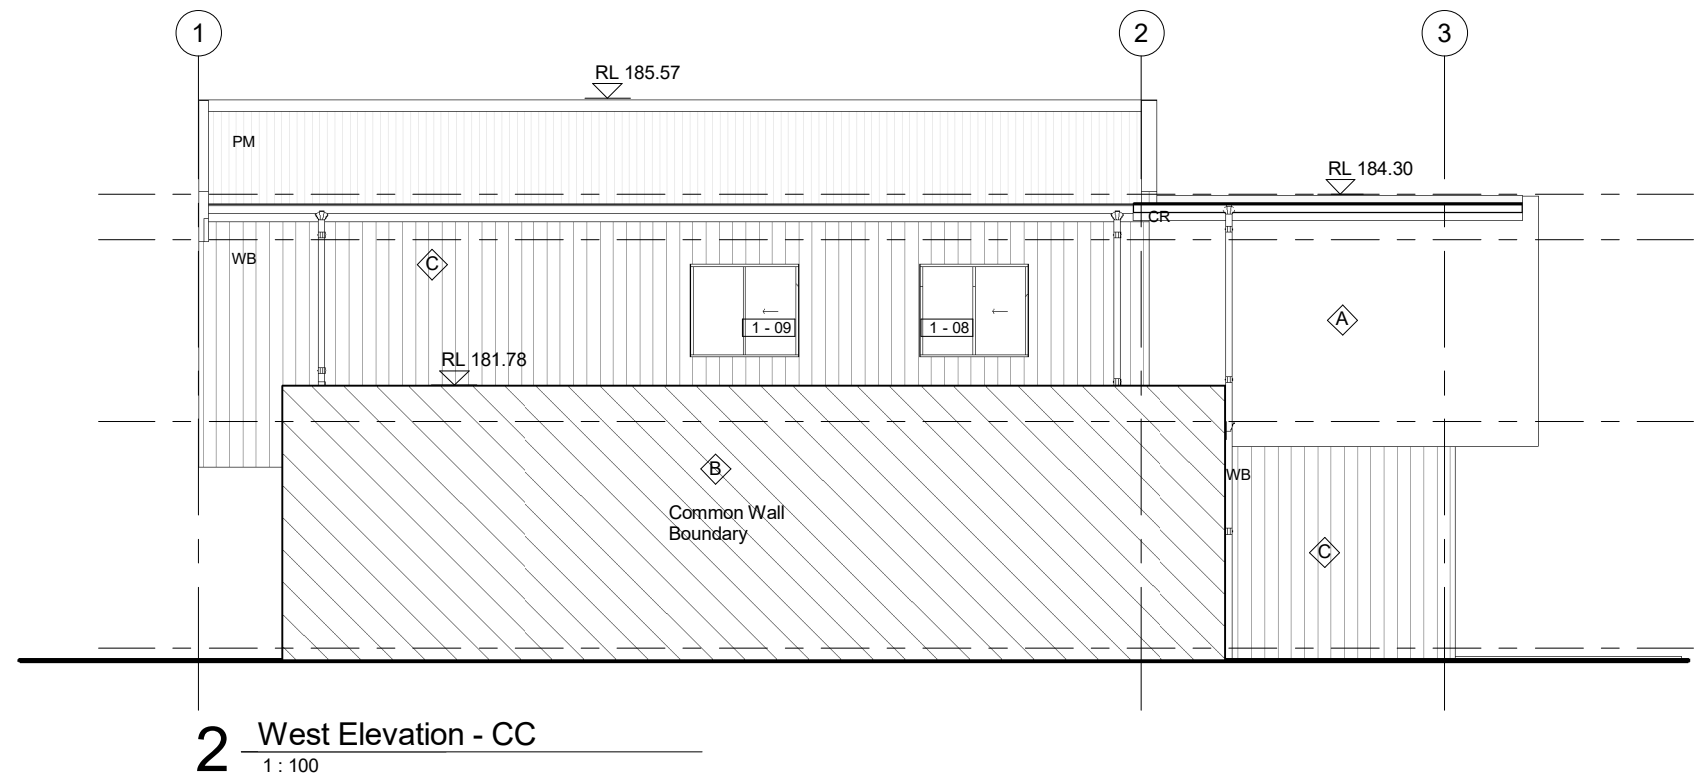 1
2
3
RL 185.57
PM
RL 184.30
CR
WB
C
A
1 - 09
1 - 08
RL 181.78
B
WB
Common Wall
Boundary
C
2
West Elevation - CC
1 : 100